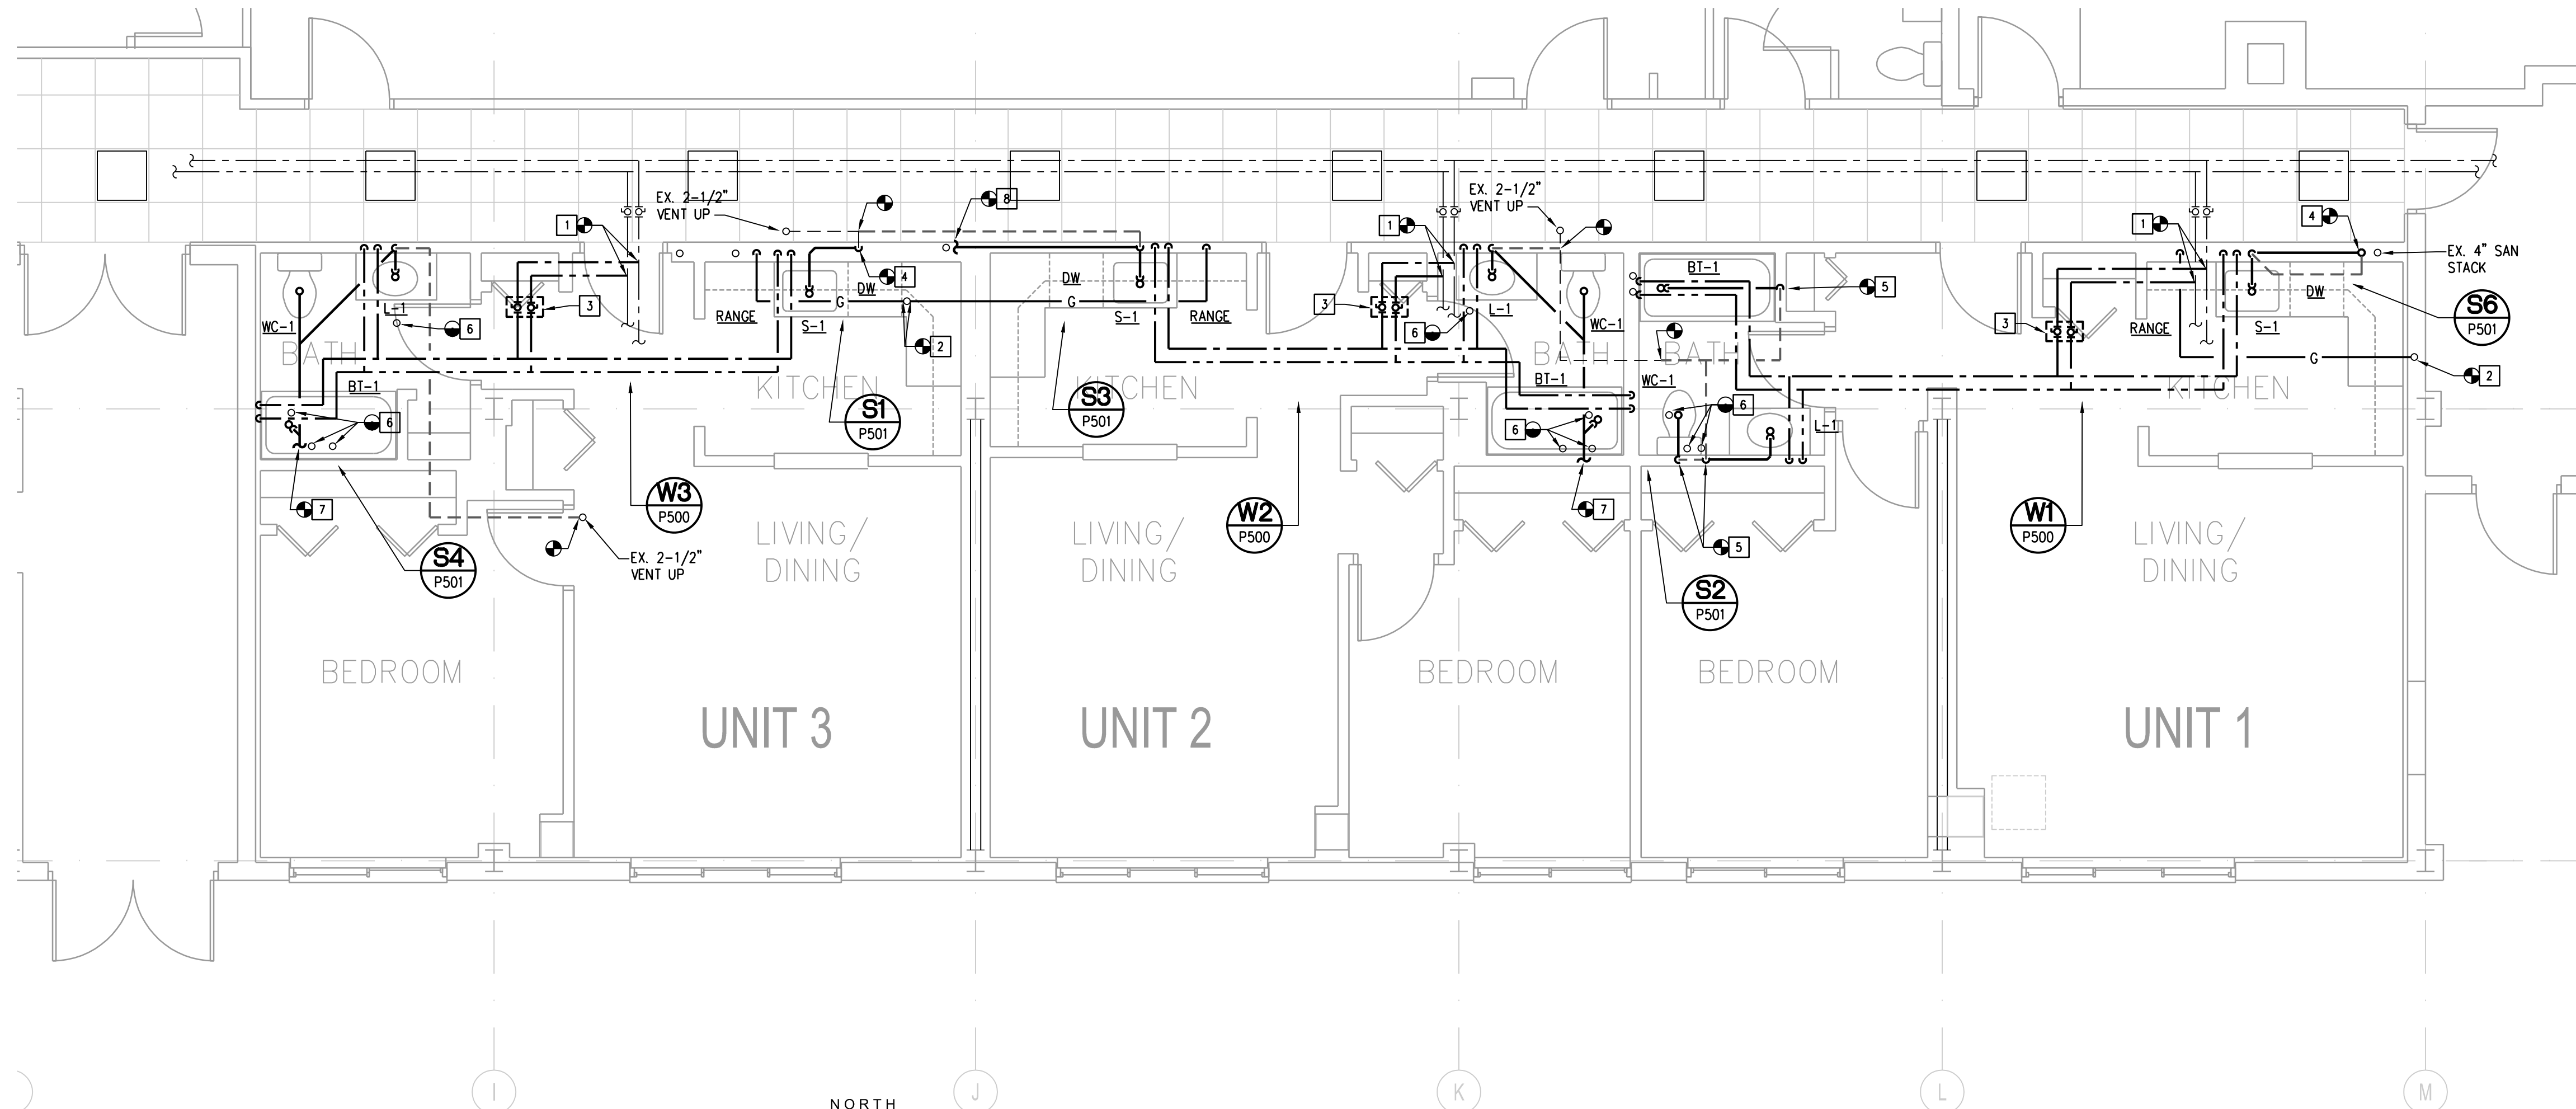 EX. 2-1/2"
VENT UP
8
EX. 2-1/2"
VENT UP
1
1
1
4
EX. 4" SAN
STACK
3
4
DW
G
G
DW
RANGE
S-1
2
S-1
RANGE
3
6
L-1
WC-1
BT-1
5
3
RANGE
DW
S-1
G
2
S6
P501
WC-1
L-1
6
BATH
BT-1
6
7
KITCHEN
S1
P501
KITCHEN
S3
P501
BATH
BT-1
6
7
BATH
WC-1
6
L-1
5
KITCHEN
W3
P500
W2
P500
W1
P500
S4
P501
EX. 2-1/2"
VENT UP
LIVING/
DINING
LIVING/
DINING
S2
P501
LIVING/
DINING
BEDROOM
BEDROOM
BEDROOM
UNIT 3
UNIT 2
UNIT 1
I
J
K
L
M
NORTH